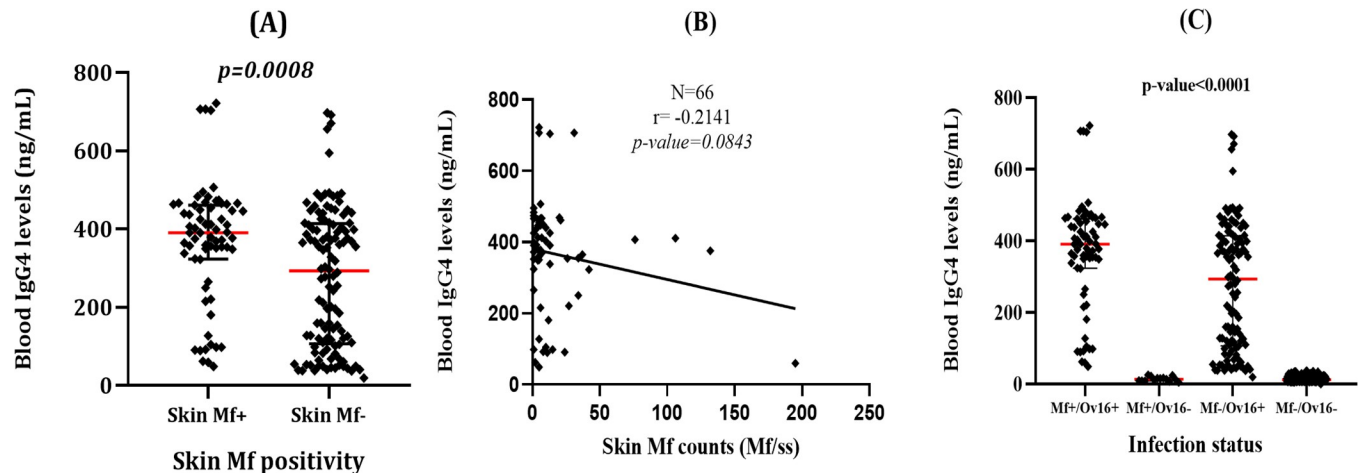 (A)
p=0.0008
Blood IgG4 levels (ng/mL)
800
600
400
200
0
Skin Mf+ Skin Mf-
Skin Mf positivity
(B)
N=66
r= -0.2141
p-value=0.0843
Blood IgG4 levels (ng/mL)
800
600
400
200
0
0 50 100 150 200 250
Skin Mf counts (Mf/ss)
(C)
p-value<0.0001
Blood IgG4 levels (ng/mL)
800
600
400
200
0
Mf+/Ov16+ Mf+/Ov16- Mf-/Ov16+ Mf-/Ov16-
Infection status